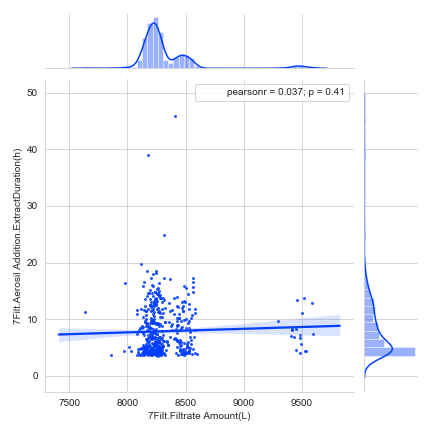 pearsonr = 0.037; p = 0.41
50
40
30
20
10
0
7Filt.Aerosil Addition.ExtractDuration(h)
7500 8000 8500 9000 9500
7Filt.Filtrate Amount(L)